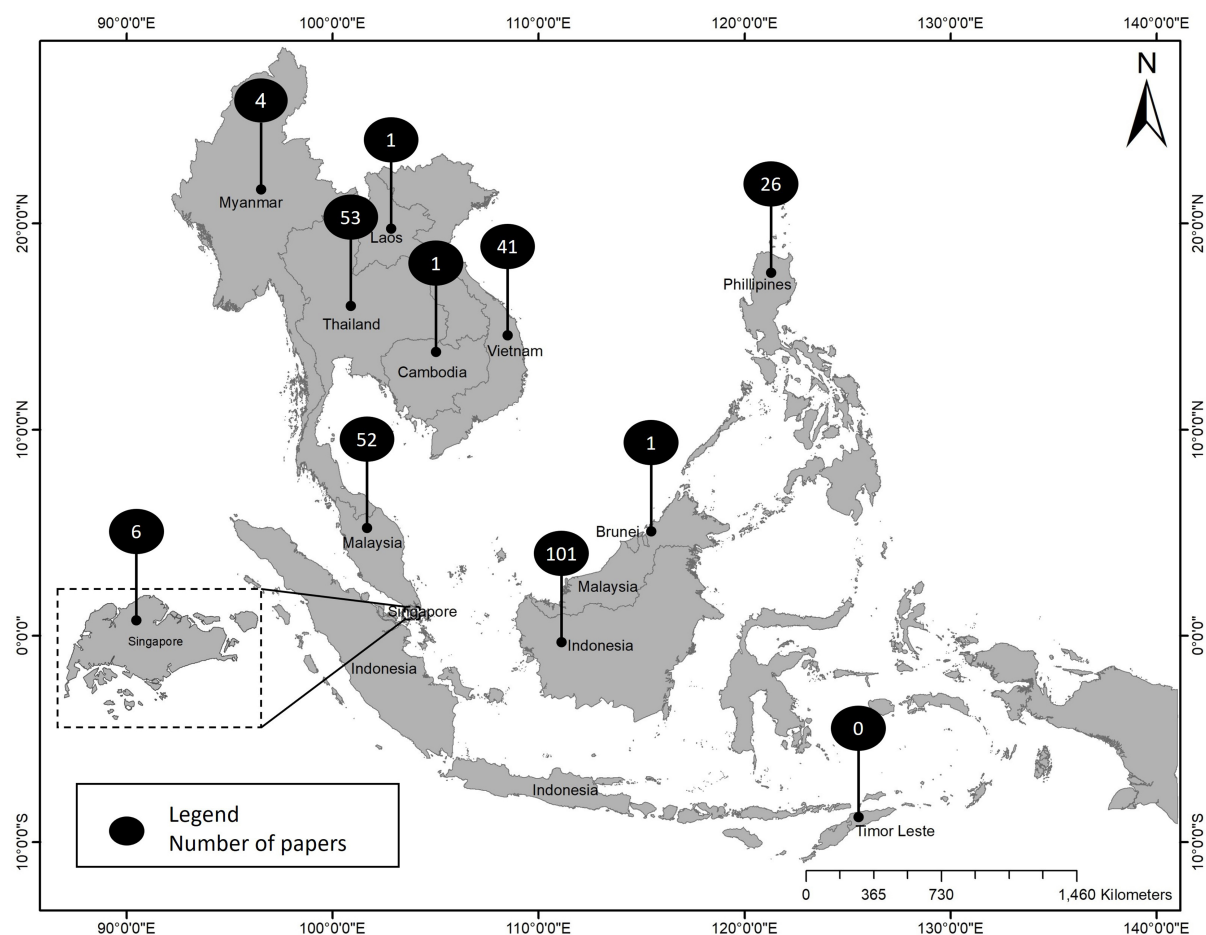 90°0'0"E 100°0'0"E 110°0'0"E 120°0'0"E 130°0'0"E 140°0'0"E
N
4
Myanmar
1
Laos
53
Thailand
1
Cambodia
41
Vietnam
26
Phillipines
20°0'0"N
20°0'0"N
10°0'0"N
10°0'0"N
52
Malaysia
1
Brunei
Malaysia
101
Indonesia
6
Singapore
Singapore
Indonesia
0°0'0"
0°0'0"
Indonesia
0
Timor Leste
10°0'0"S
10°0'0"S
Legend
Number of papers
0 365 730 1,460 Kilometers
90°0'0"E 100°0'0"E 110°0'0"E 120°0'0"E 130°0'0"E 140°0'0"E